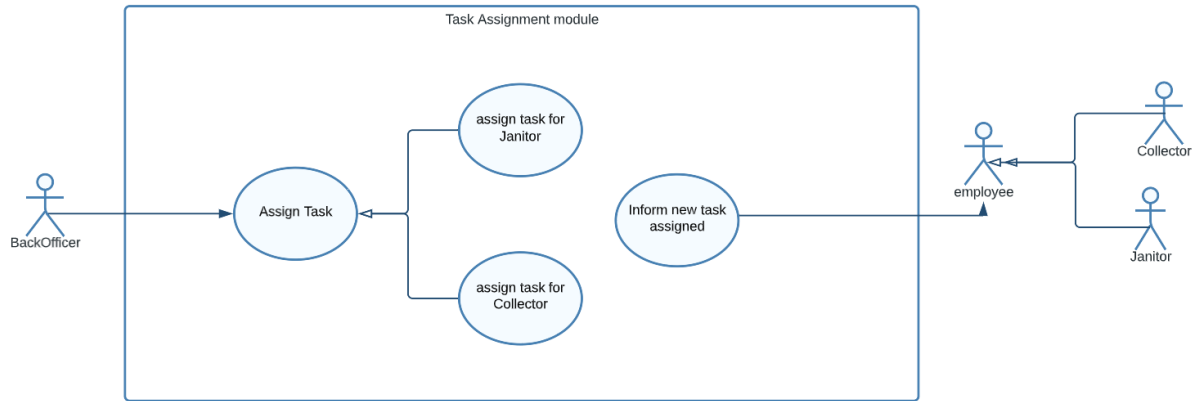 Task Assignment module
assign task for
Janitor
Collector
employee
BackOfficer
Assign Task
Inform new task
assigned
Janitor
assign task for
Collector